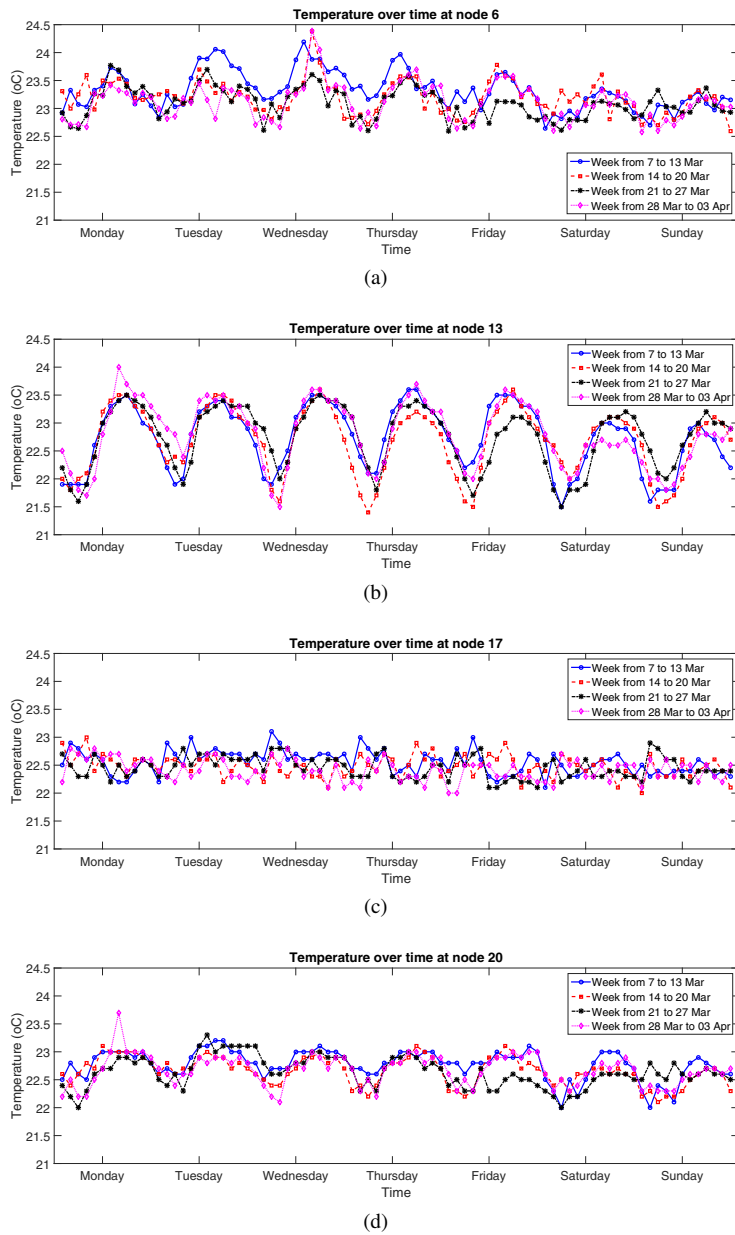 Temperature over time at node 6
24.5
24
23.5
23
22.5
22
21.5
21
Temperature (oC)
Week from 7 to 13 Mar
Week from 14 to 20 Mar
Week from 21 to 27 Mar
Week from 28 Mar to 03 Apr
Monday Tuesday Wednesday Thursday Friday Saturday Sunday
Time
(a)
Temperature over time at node 13
24.5
24
23.5
23
22.5
22
21.5
21
Temperature (oC)
Week from 7 to 13 Mar
Week from 14 to 20 Mar
Week from 21 to 27 Mar
Week from 28 Mar to 03 Apr
Monday Tuesday Wednesday Thursday Friday Saturday Sunday
Time
(b)
Temperature over time at node 17
24.5
24
23.5
23
22.5
22
21.5
21
Temperature (oC)
Week from 7 to 13 Mar
Week from 14 to 20 Mar
Week from 21 to 27 Mar
Week from 28 Mar to 03 Apr
Monday Tuesday Wednesday Thursday Friday Saturday Sunday
Time
(c)
Temperature over time at node 20
24.5
24
23.5
23
22.5
22
21.5
21
Temperature (oC)
Week from 7 to 13 Mar
Week from 14 to 20 Mar
Week from 21 to 27 Mar
Week from 28 Mar to 03 Apr
Monday Tuesday Wednesday Thursday Friday Saturday Sunday
Time
(d)